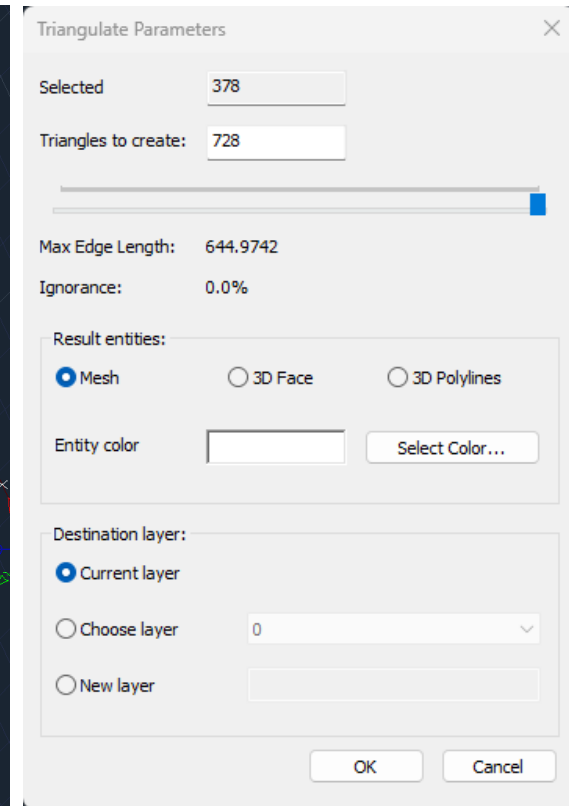 Triangulate Parameters
Selected 378
Triangles to create: 728
Max Edge Length: 644.9742
Ignorance: 0.0%
Result entities:
Mesh 3D Face 3D Polylines
Entity color Select Color...
Destination layer:
Current layer
Choose layer 0
New layer
OK Cancel